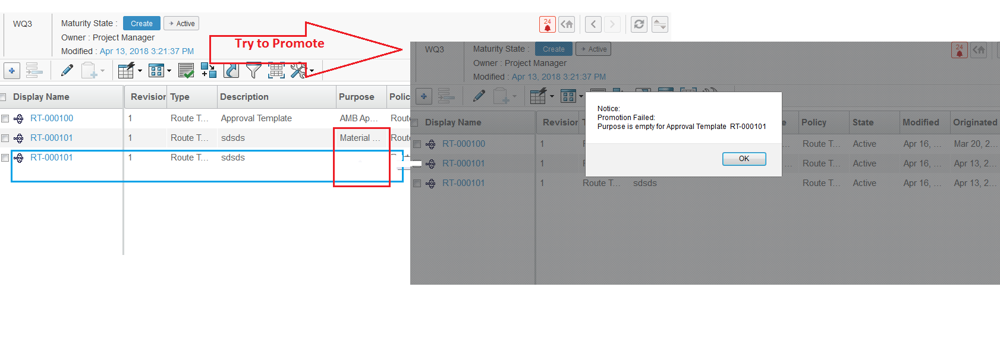 WQ3
Maturity State : Create Active
Owner : Project Manager
Modified : Apr 13, 2018 3:21:37 PM
24
Try to Promote
Display Name Revision Type Description Purpose Polic
RT-000100 1 Route T... Approval Template AMB Ap... Rout
RT-000101 1 Route T... sdsds Material ... Rout
RT-000101 1 Route T... sdsds
WQ3
Maturity State : Create Active
Owner : Project Manager
Modified : Apr 13, 2018 3:21:37 PM
24
Notice:
Promotion Failed:
Purpose is empty for Approval Template RT-000101
OK
Display Name Revision T e Policy State Modified Originated
RT-000100 1 Route T... Active Apr 16, ... Mar 20, 2...
RT-000101 1 Route T... Active Apr 16, ... Apr 13, 2...
RT-000101 1 Route T... sdsds Route T... Active Apr 16, ... Apr 13, 2...